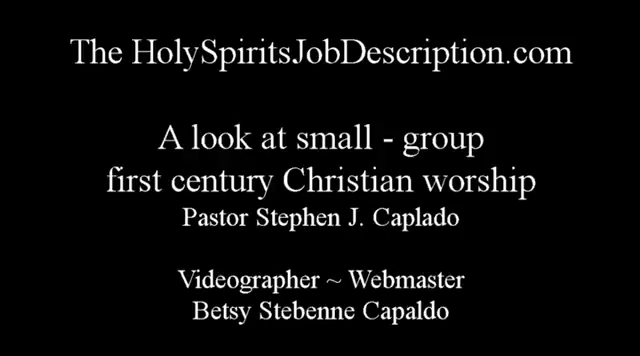 The HolySpiritsJobDescription.com
A look at small - group
first century Christian worship
Pastor Stephen J. Caplado
Videographer ~ Webmaster
Betsy Stebenne Capaldo